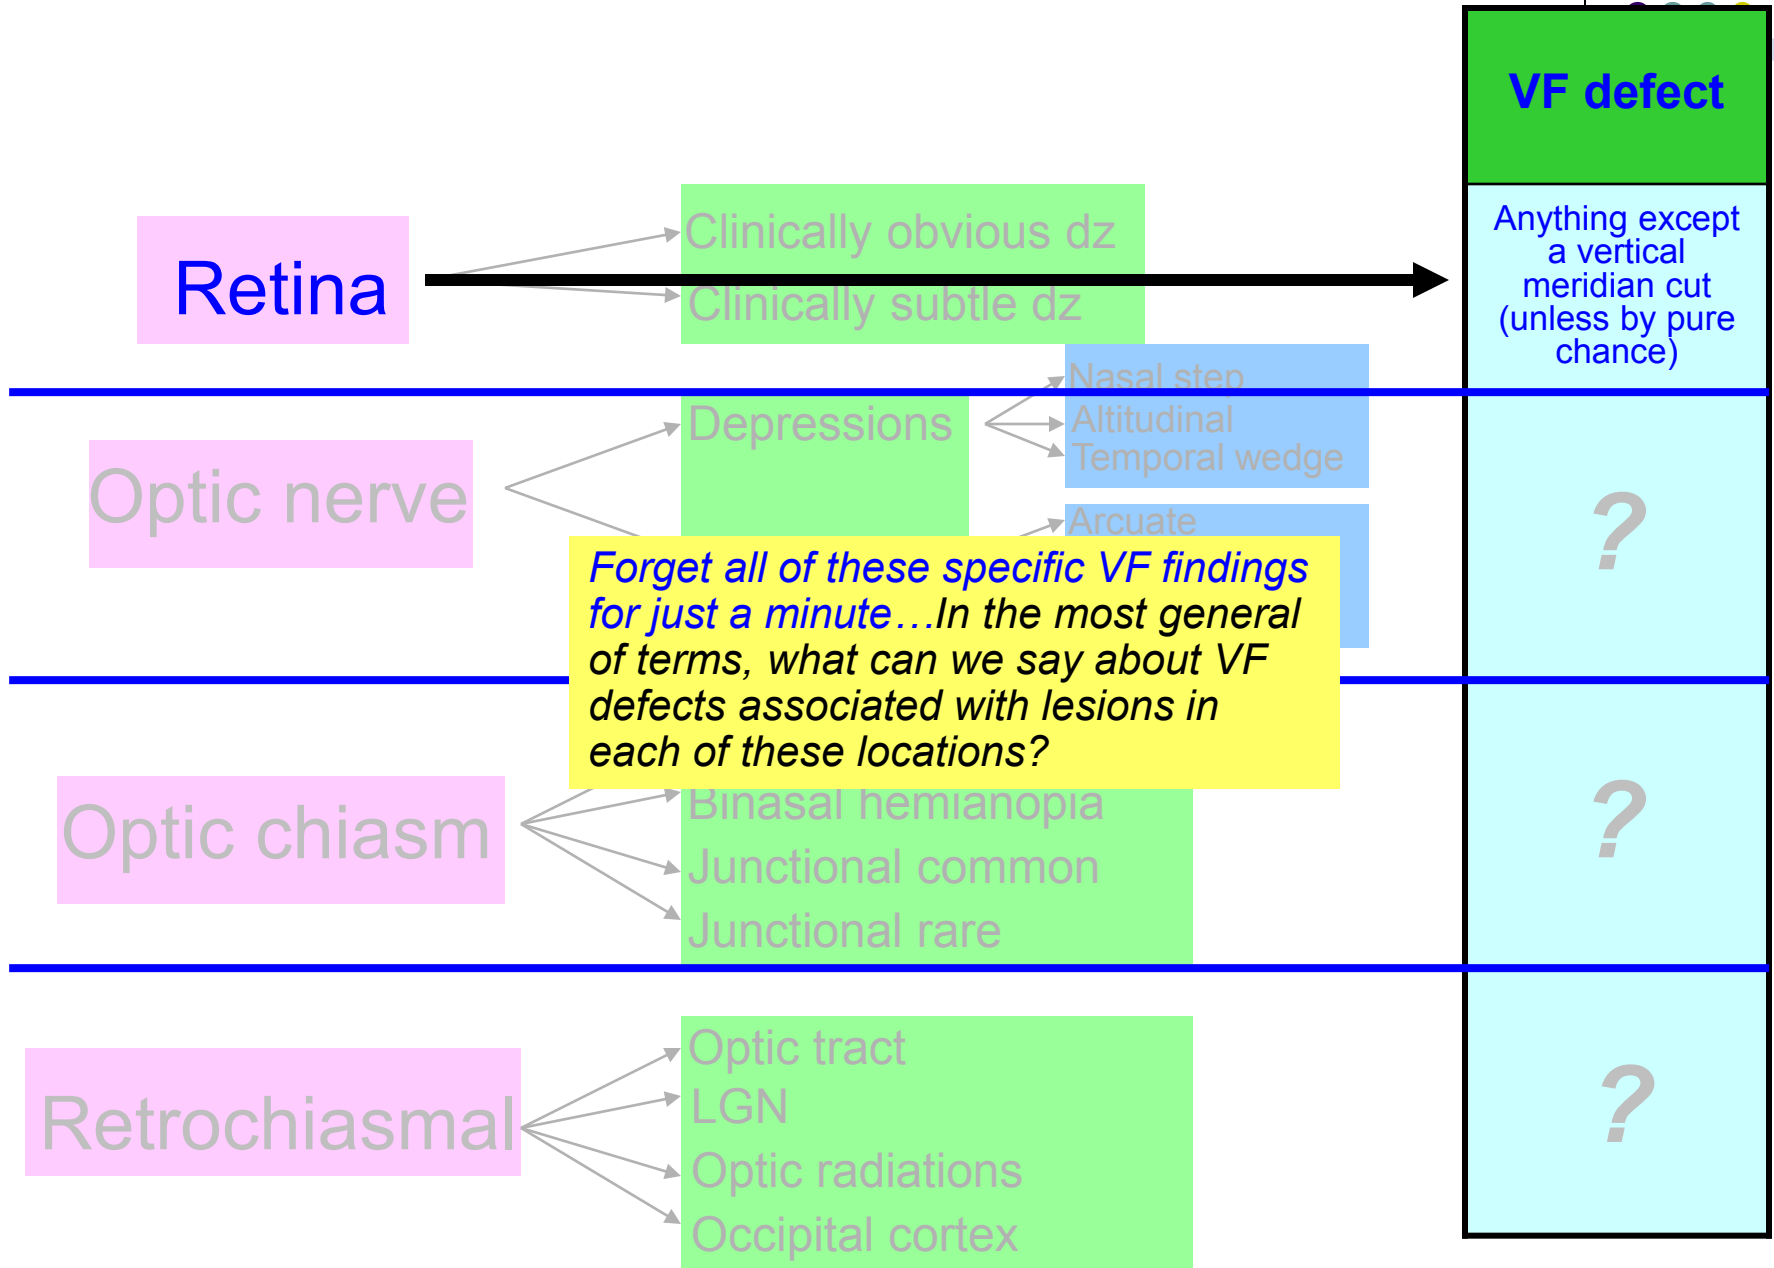 VF defect
Clinically obvious dz
Retina
Clinically subtle dz
Anything except
a vertical
meridian cut
(unless by pure
chance)
Nasal step
Depressions
Altitudinal
Temporal wedge
Optic nerve
?
Arcuate
Forget all of these specific VF findings
for just a minute…In the most general
of terms, what can we say about VF
defects associated with lesions in
each of these locations?
Binasal hemianopia
Optic chiasm
?
Junctional common
Junctional rare
Optic tract
LGN
Retrochiasmal
?
Optic radiations
Occipital cortex